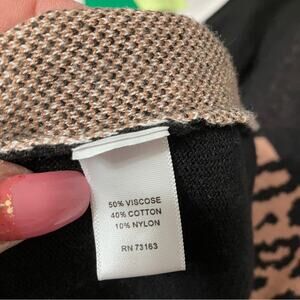 50% VISCOSE
40% COTTON
10% NYLON
RN 73163